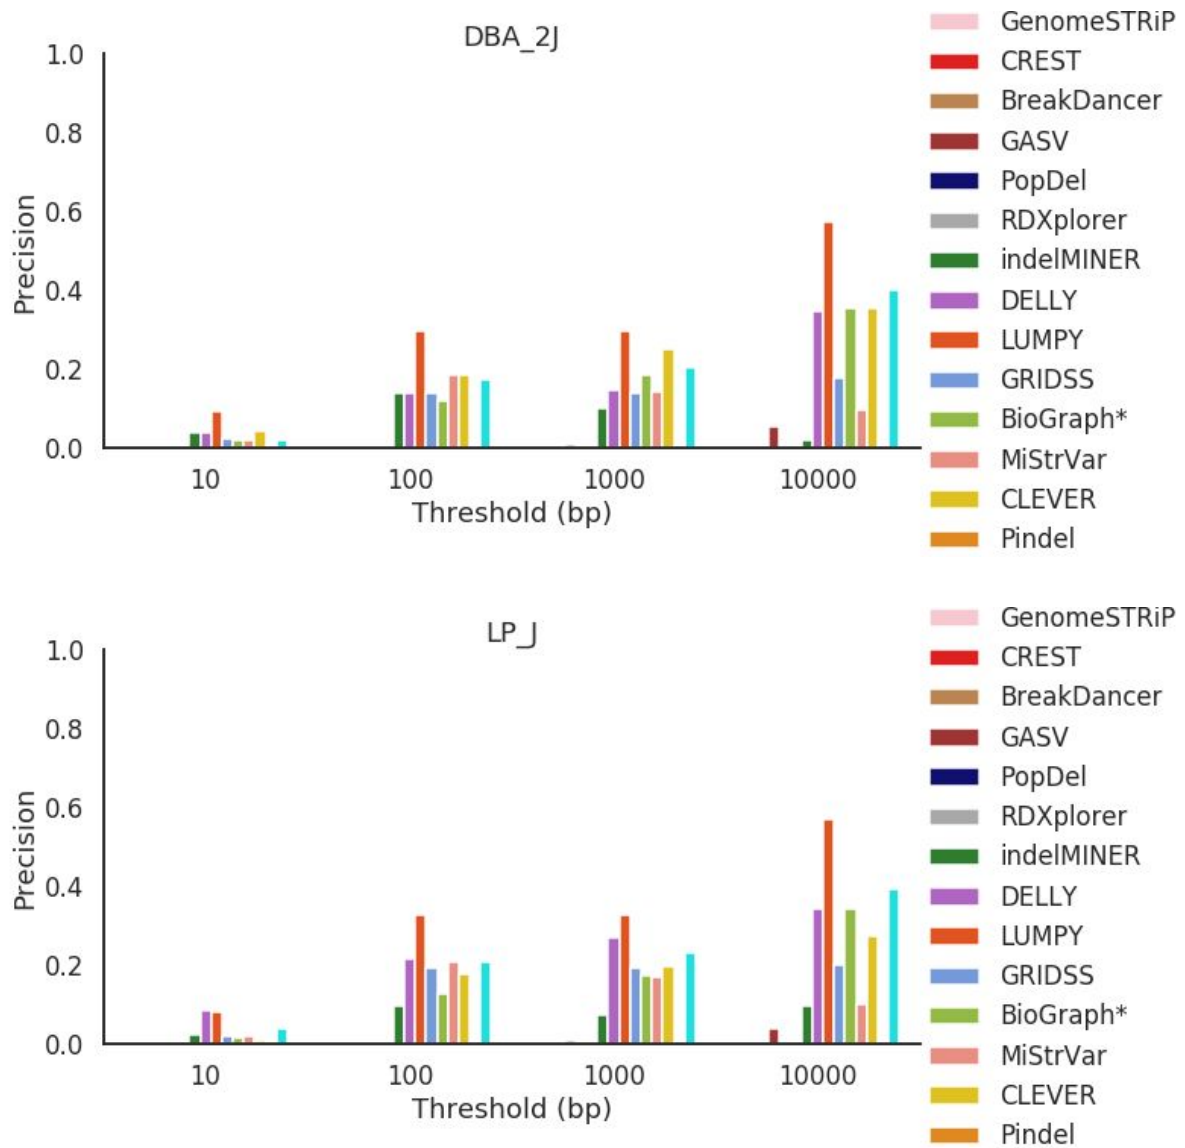 DBA_2J
1.0
0.8
0.6
0.4
0.2
0.0
Precision
10
100
1000
10000
Threshold (bp)
GenomeSTRiP
CREST
BreakDancer
GASV
PopDel
RDXplorer
indelMINER
DELLY
LUMPY
GRIDSS
BioGraph*
MiStrVar
CLEVER
Pindel
LP_J
1.0
0.8
0.6
0.4
0.2
0.0
Precision
10
100
1000
10000
Threshold (bp)
GenomeSTRiP
CREST
BreakDancer
GASV
PopDel
RDXplorer
indelMINER
DELLY
LUMPY
GRIDSS
BioGraph*
MiStrVar
CLEVER
Pindel